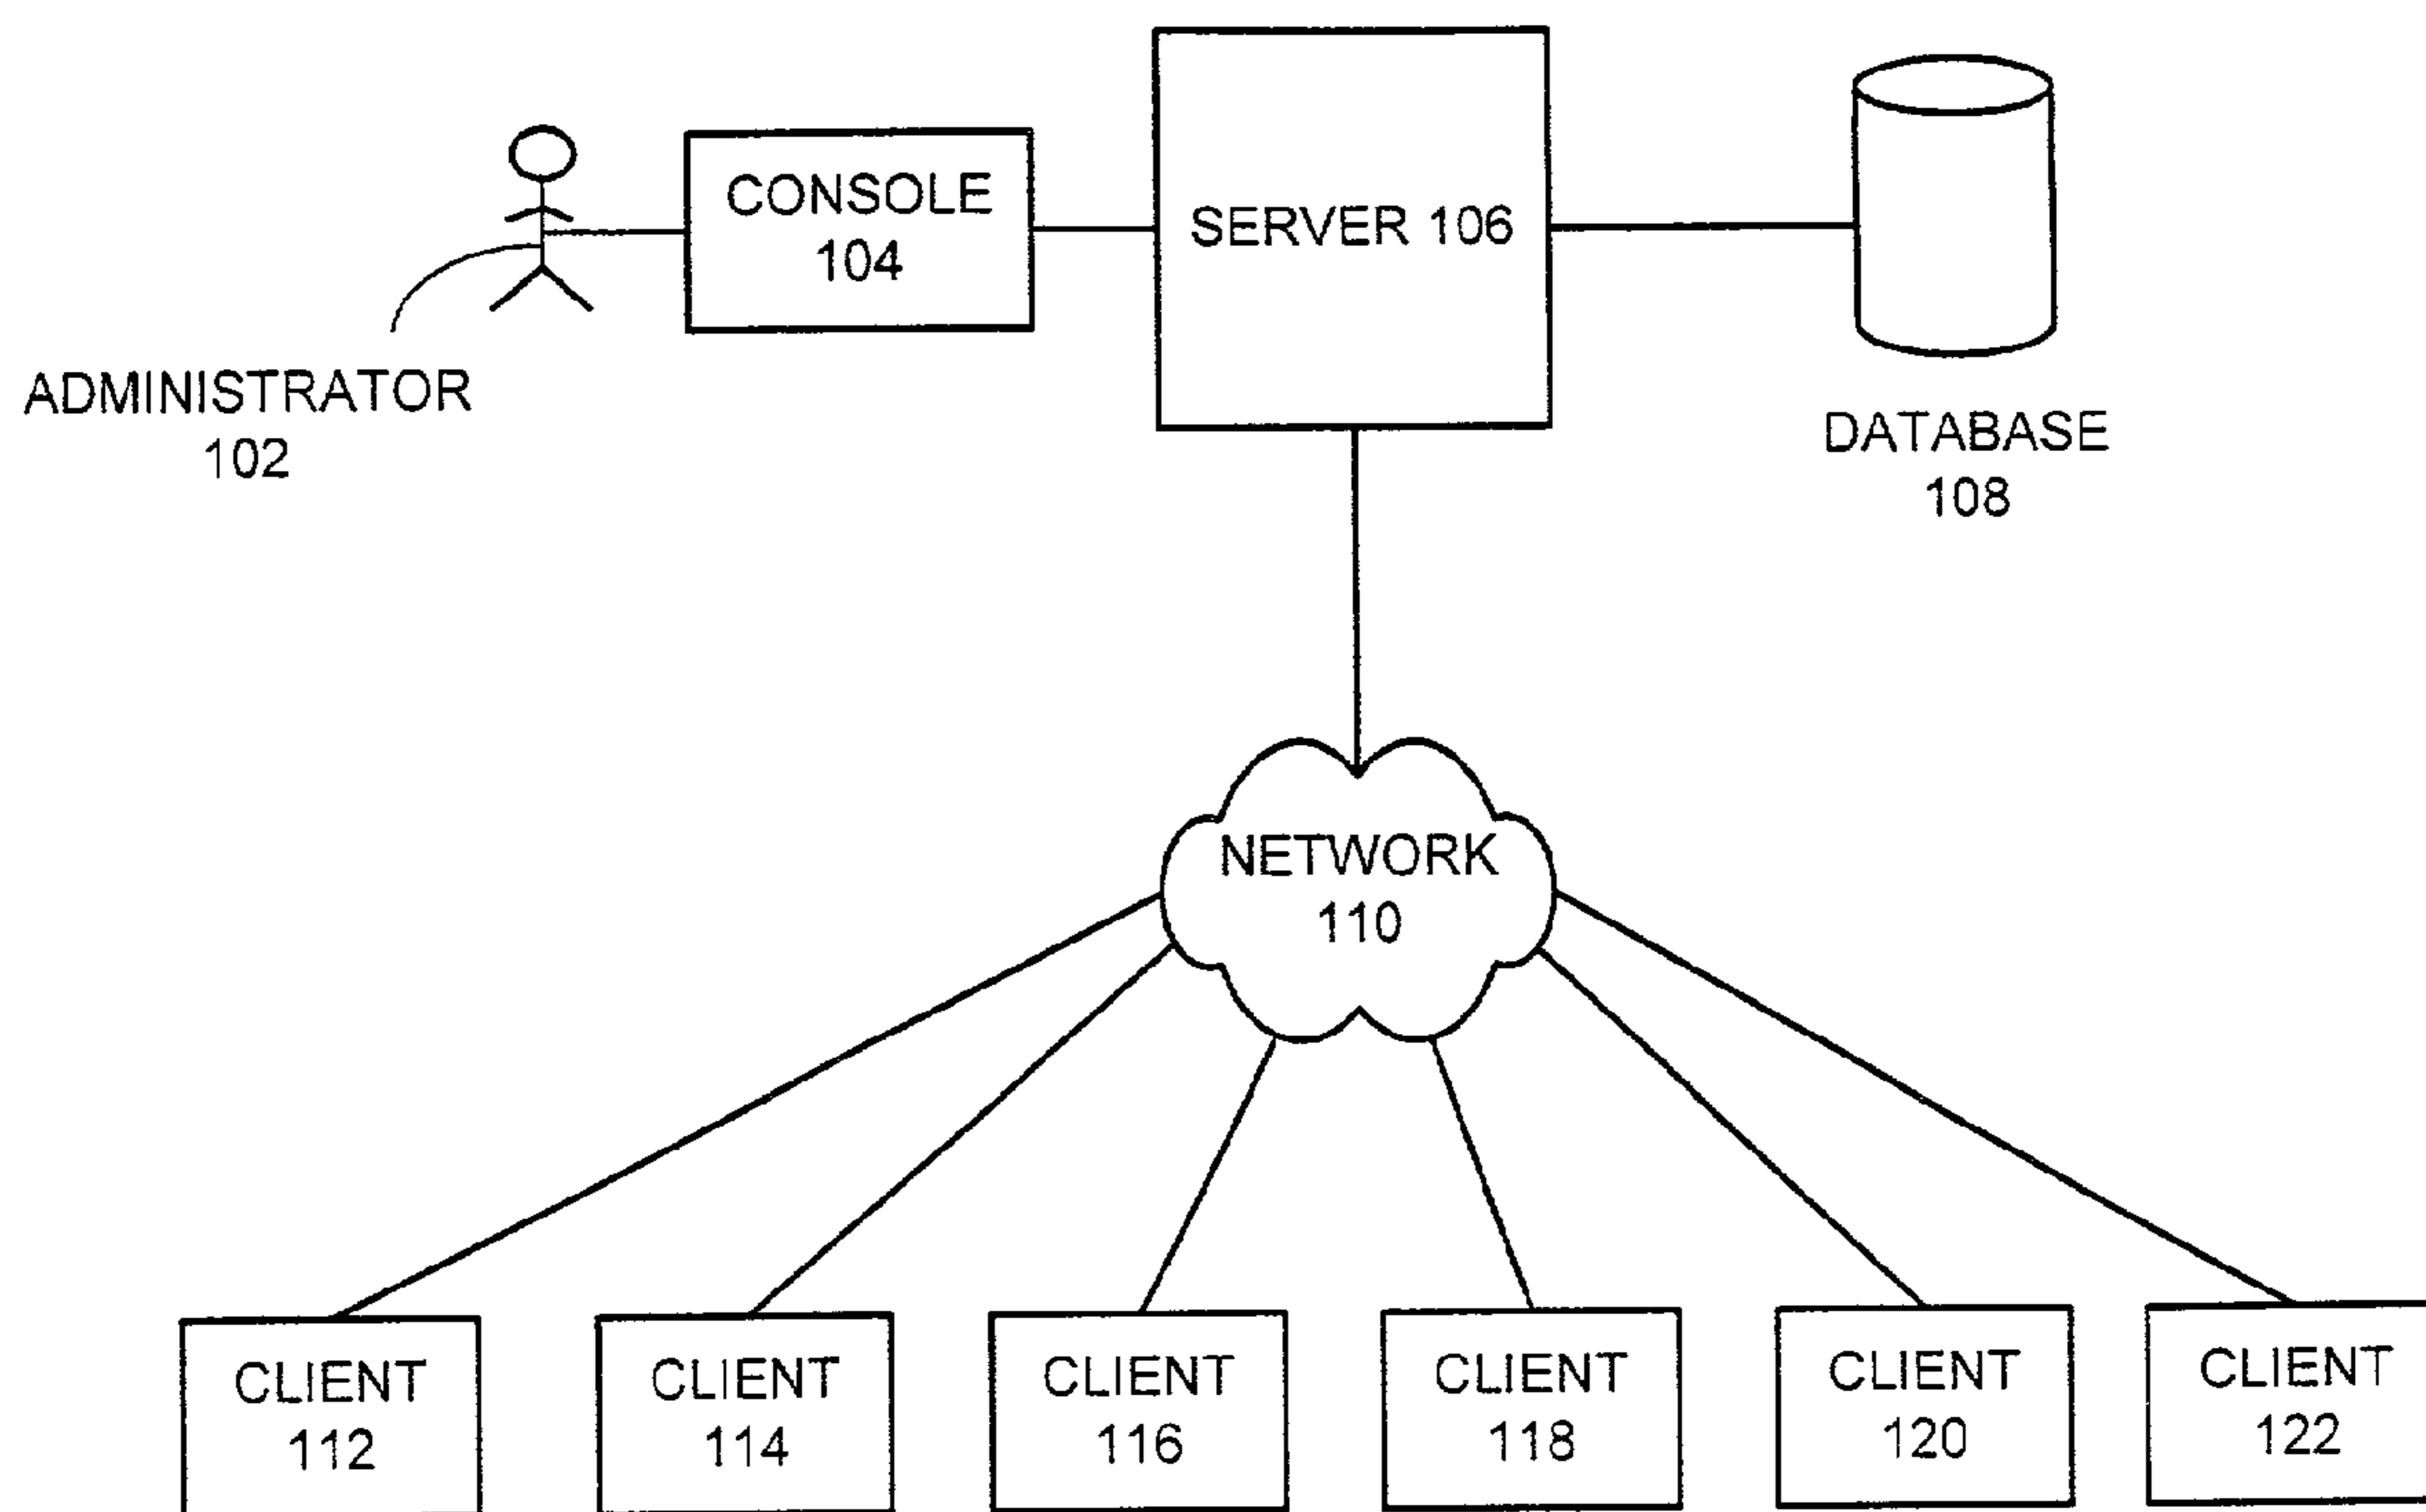 CONSOLE
104
SERVER 106
ADMINISTRATOR
102
DATABASE
108
NETWORK
110
CLIENT
112
CLIENT
114
CLIENT
116
CLIENT
118
CLIENT
120
CLIENT
122